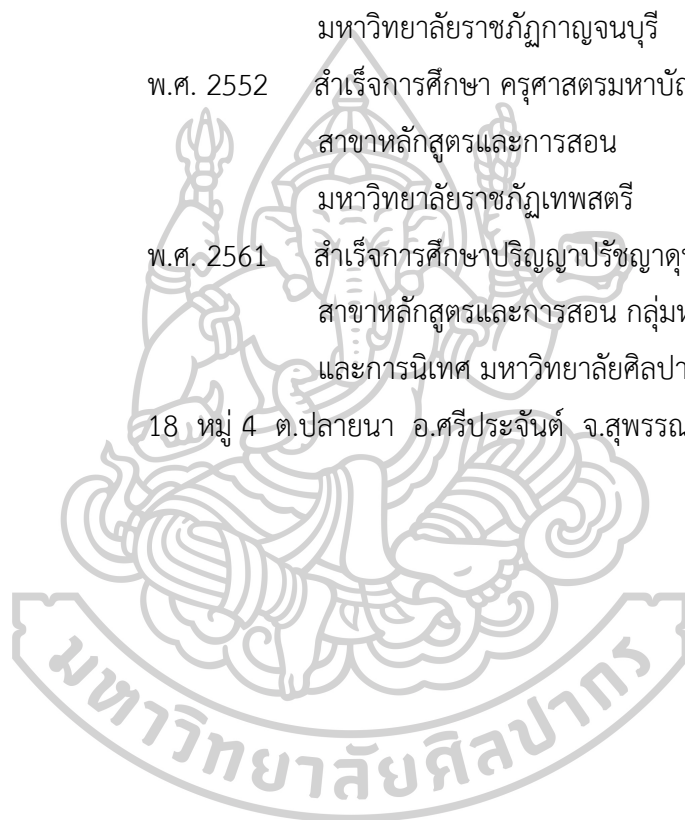 มหาวิทยาลัยราชภัฏกาญจนบุรี
พ.ศ. 2552 สำเร็จการศึกษา ครุศาสตรมหาบัณ
สาขาหลักสูตรและการสอน
มหาวิทยาลัยราชภัฏเทพสตรี
พ.ศ. 2561 สำเร็จการศึกษาปริญญาปรัชญาดุษ
สาขาหลักสูตรและการสอน กลุ่มห
และการนิเทศ มหาวิทยาลัยศิลปา
18 หมู่ 4 ต.ปลายนา อ.ศรีประจันต์ จ.สุพรรณ
มหาวิทยาลัยศิลปากร